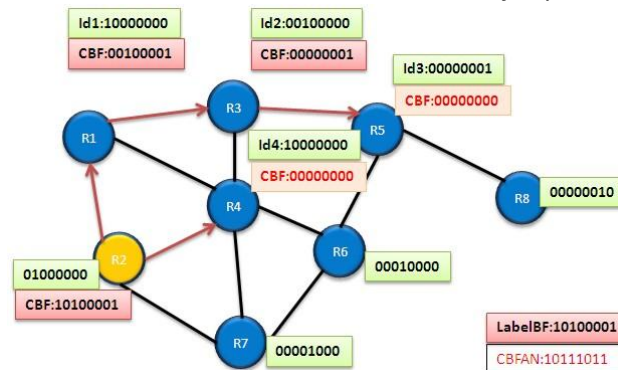 Id1:10000000
CBF:00100001
Id2:00100000
CBF:00000001
Id3:00000001
CBF:00000000
R3
R5
R1
Id4:10000000
CBF:00000000
R4
R8
00000010
R2
R6
01000000
CBF:10100001
00010000
R7
00001000
LabelBF:10100001
CBFAN:10111011